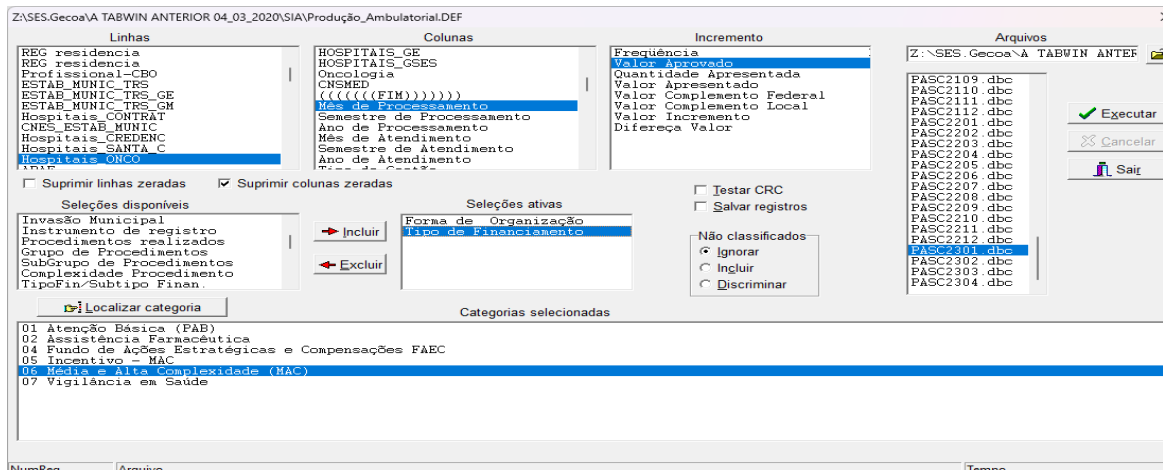 Z:\SES.Gecoa\A TABWIN ANTERIOR 04_03_2020\SIA\Produção_Ambulatorial.DEF
Linhas
REG residencia
REG residencia
Profissional-CBO
ESTAB_MUNIC_TRS
ESTAB_MUNIC_TRS_GE
ESTAB_MUNIC_TRS_GM
Hospitais_CONTRAT
CNES_ESTAB_MUNIC
Hospitais_CREDENC
Hospitais_SANTA_C
Hospitais_ONCO
Colunas
HOSPITAIS_GE
HOSPITAIS_GSES
Oncologia
CNSMED
(((((((FIM)))))))
Mês de Processamento
Semestre de Processamento
Ano de Processamento
Mês de Atendimento
Semestre de Atendimento
Ano de Atendimento
Tipo de Gestão
Incremento
Freqüência
Valor Aprovado
Quantidade Apresentada
Valor Apresentado
Valor Complemento Federal
Valor Complemento Local
Valor Incremento
Difereça Valor
Arquivos
Z:\SES.Gecoa\A TABWIN ANTER
PASC2109.dbc
PASC2110.dbc
PASC2111.dbc
PASC2112.dbc
PASC2201.dbc
PASC2202.dbc
PASC2203.dbc
PASC2204.dbc
PASC2205.dbc
PASC2206.dbc
PASC2207.dbc
PASC2208.dbc
PASC2209.dbc
PASC2210.dbc
PASC2211.dbc
PASC2212.dbc
PASC2301.dbc
PASC2302.dbc
PASC2303.dbc
PASC2304.dbc
Executar
Cancelar
Sair
Suprimir linhas zeradas
Suprimir colunas zeradas
Testar CRC
Salvar registros
Seleções disponíveis
Invasão Municipal
Instrumento de registro
Procedimentos realizados
Grupo de Procedimentos
SubGrupo de Procedimentos
Complexidade Procedimento
TipoFin/Subtipo Finan.
Incluir
Excluir
Seleções ativas
Forma de Organização
Tipo de Financiamento
Não classificados
Ignorar
Incluir
Discriminar
Localizar categoria
Categorias selecionadas
01 Atenção Básica (PAB)
02 Assistência Farmacêutica
04 Fundo de Ações Estratégicas e Compensações FAEC
05 Incentivo - MAC
06 Média e Alta Complexidade (MAC)
07 Vigilância em Saúde
NumReg
Arquivo
Tempo